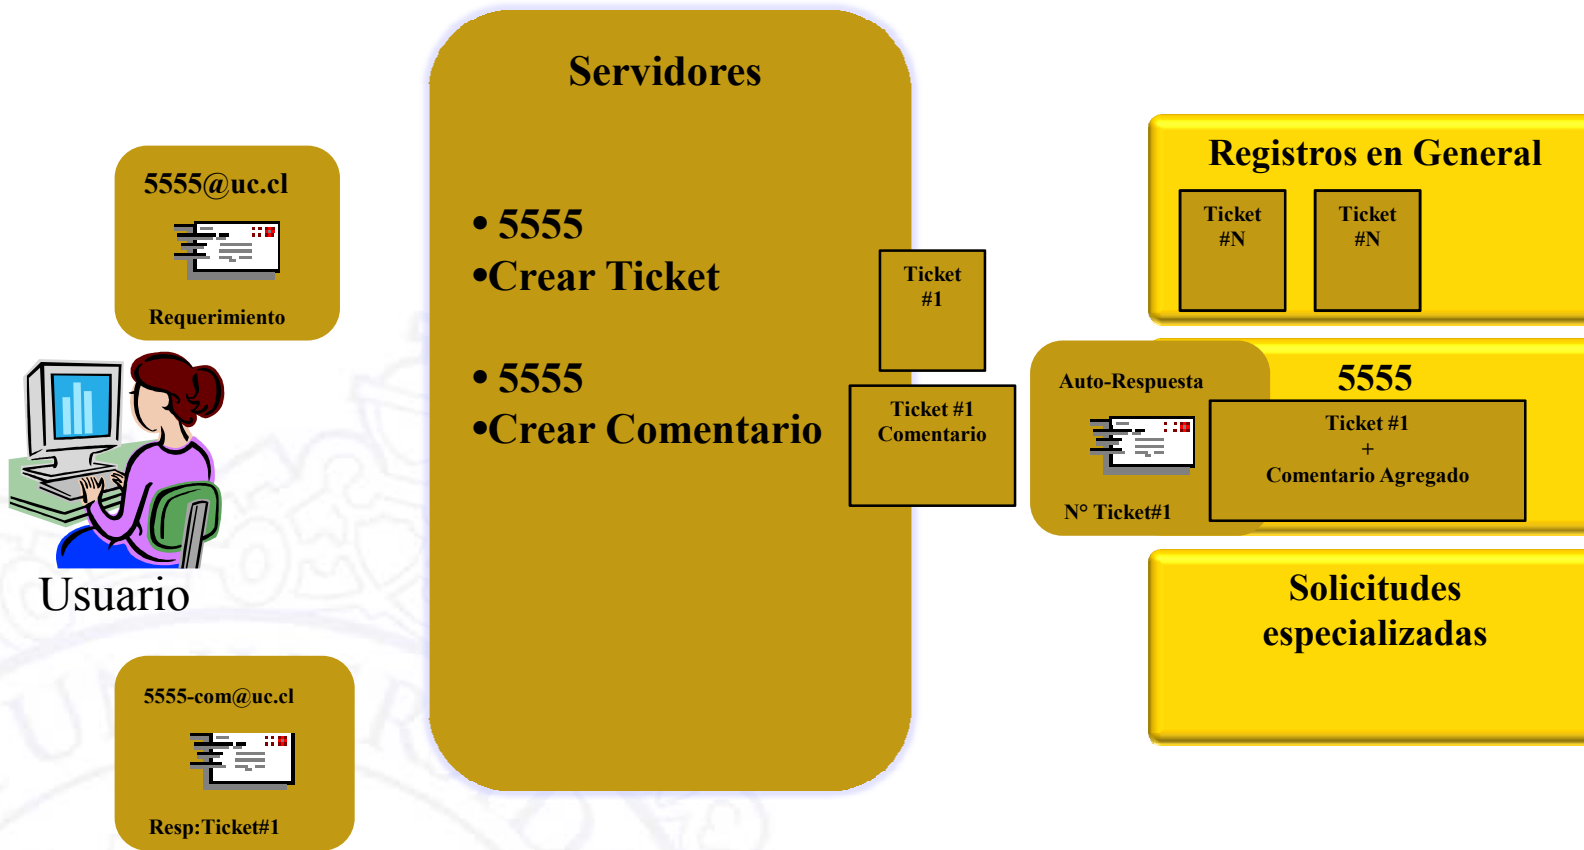 Servidores
5555@uc.cl
Requerimiento
Usuario
5555-com@uc.cl
Resp:Ticket#1
• 5555
•Crear Ticket
• 5555
•Crear Comentario
Ticket
#1
Ticket #1
Comentario
Registros en General
Ticket
#N
Ticket
#N
Auto-Respuesta
N° Ticket#1
5555
Ticket #1
+
Comentario Agregado
Solicitudes
especializadas